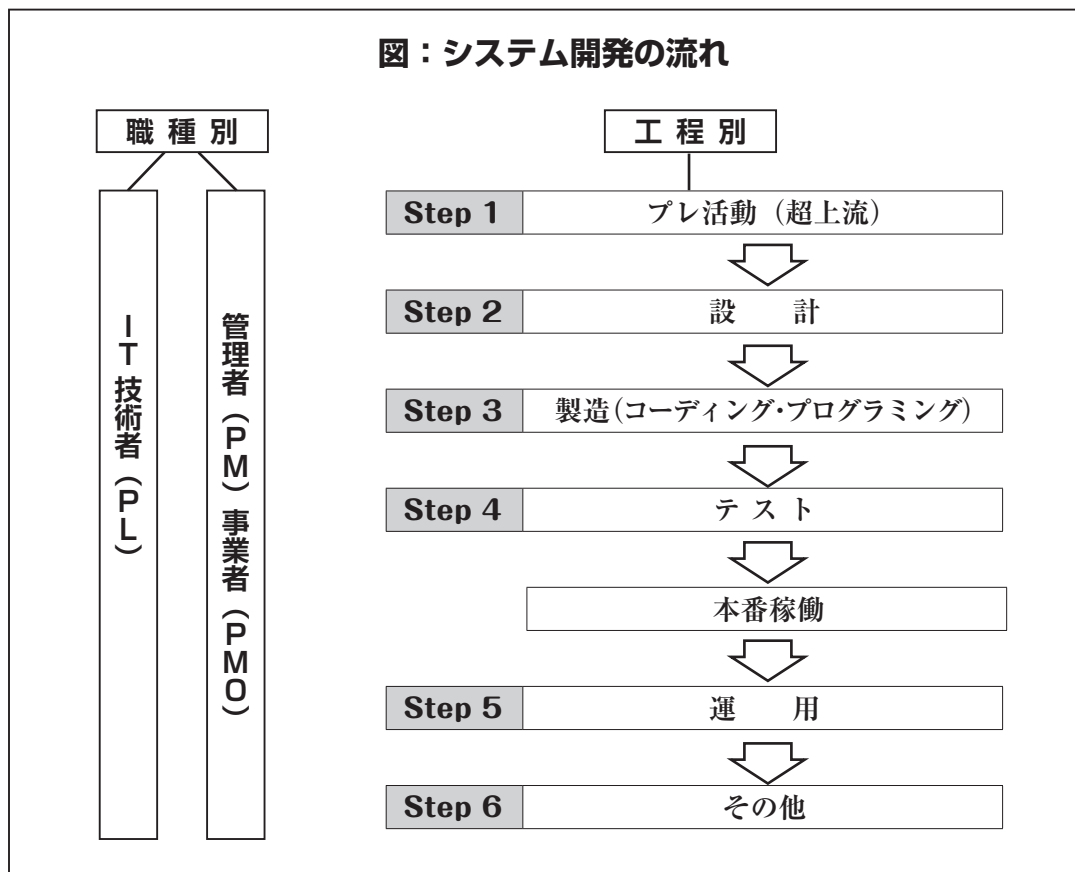 図：システム開発の流れ
職種別
IT技術者（PL）
管理者（PM）事業者（PMO）
工程別
Step 1 プレ活動（超上流）
Step 2 設　計
Step 3 製造（コーディング・プログラミング）
Step 4 テスト
本番稼働
Step 5 運　用
Step 6 その他